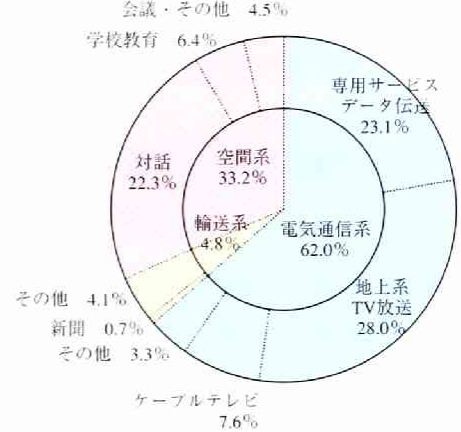 会議・その他 4.5%
学校教育 6.4%
専用サービス
データ伝送
23.1%
対話
22.3%
空間系
33.2%
輸送系
4.8%
電気通信系
62.0%
地上系
TV放送
28.0%
その他 4.1%
新聞 0.7%
その他 3.3%
ケーブルテレビ
7.6%